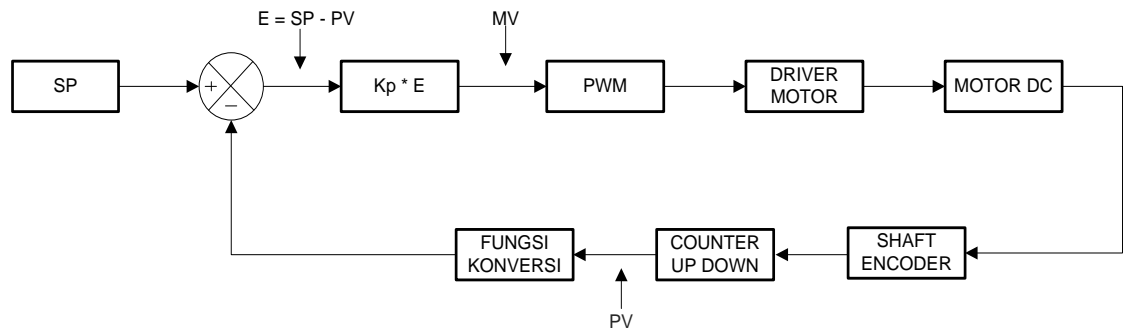 E = SP - PV
MV
SP
+
−
Kp * E
PWM
DRIVER
MOTOR
MOTOR DC
FUNGSI
KONVERSI
COUNTER
UP DOWN
SHAFT
ENCODER
PV